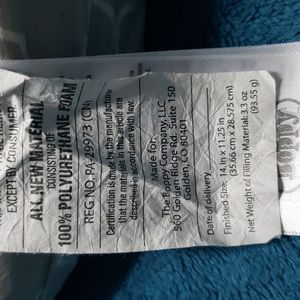 EXCEPT BY CONSUMER
ALL NEW MATERIAL
CONSISTING OF
100% POLYURETHANE FOAM
REG. NO. PA-29973 (CN)
Certification is made by the manufacturer
that the materials in this article are
described in accordance with law.
Made for:
The Boppy Company, LLC
560 Golden Ridge Rd. Suite 150
Golden, CO 80401
Date of delivery
Finished Size: 14. in x 11.25 in
(35.66 cm x 28.575 cm)
Net Weight of Filling Material: 3.3 oz
(93.55 g)